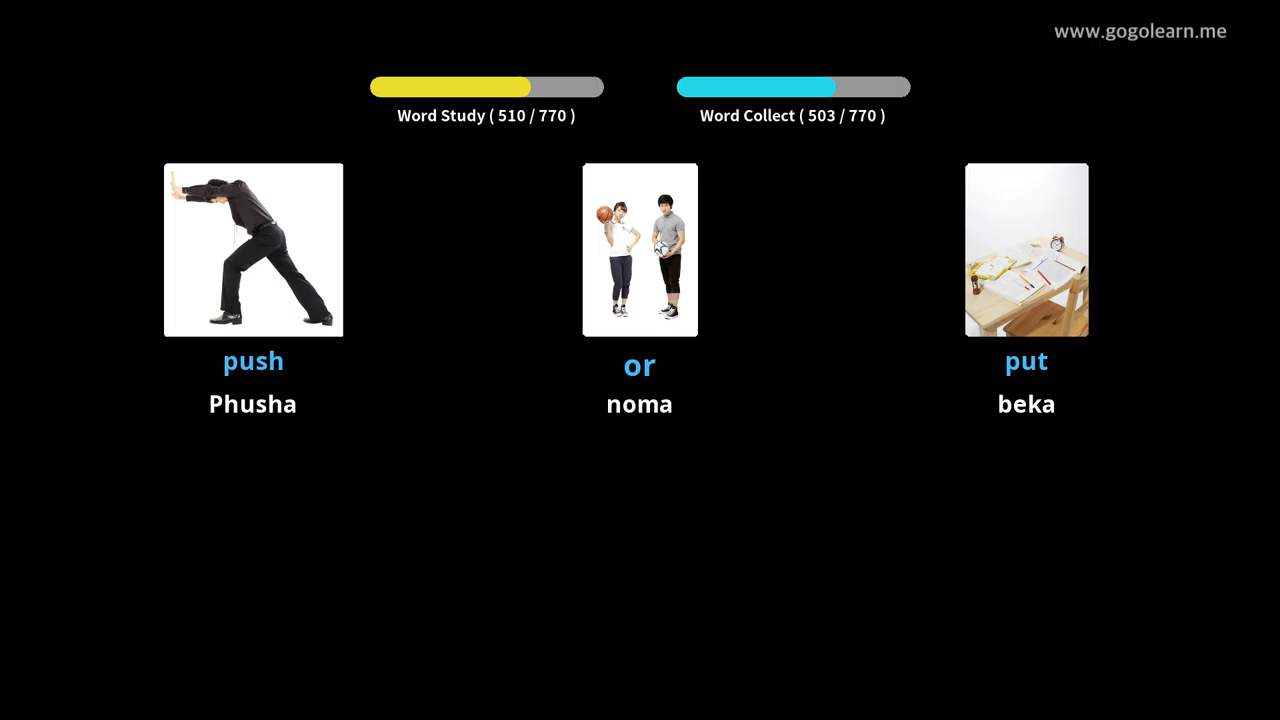 www.gogolearn.me
Word Study ( 510 / 770 )
Word Collect ( 503 / 770 )
push
or
put
Phusha
noma
beka